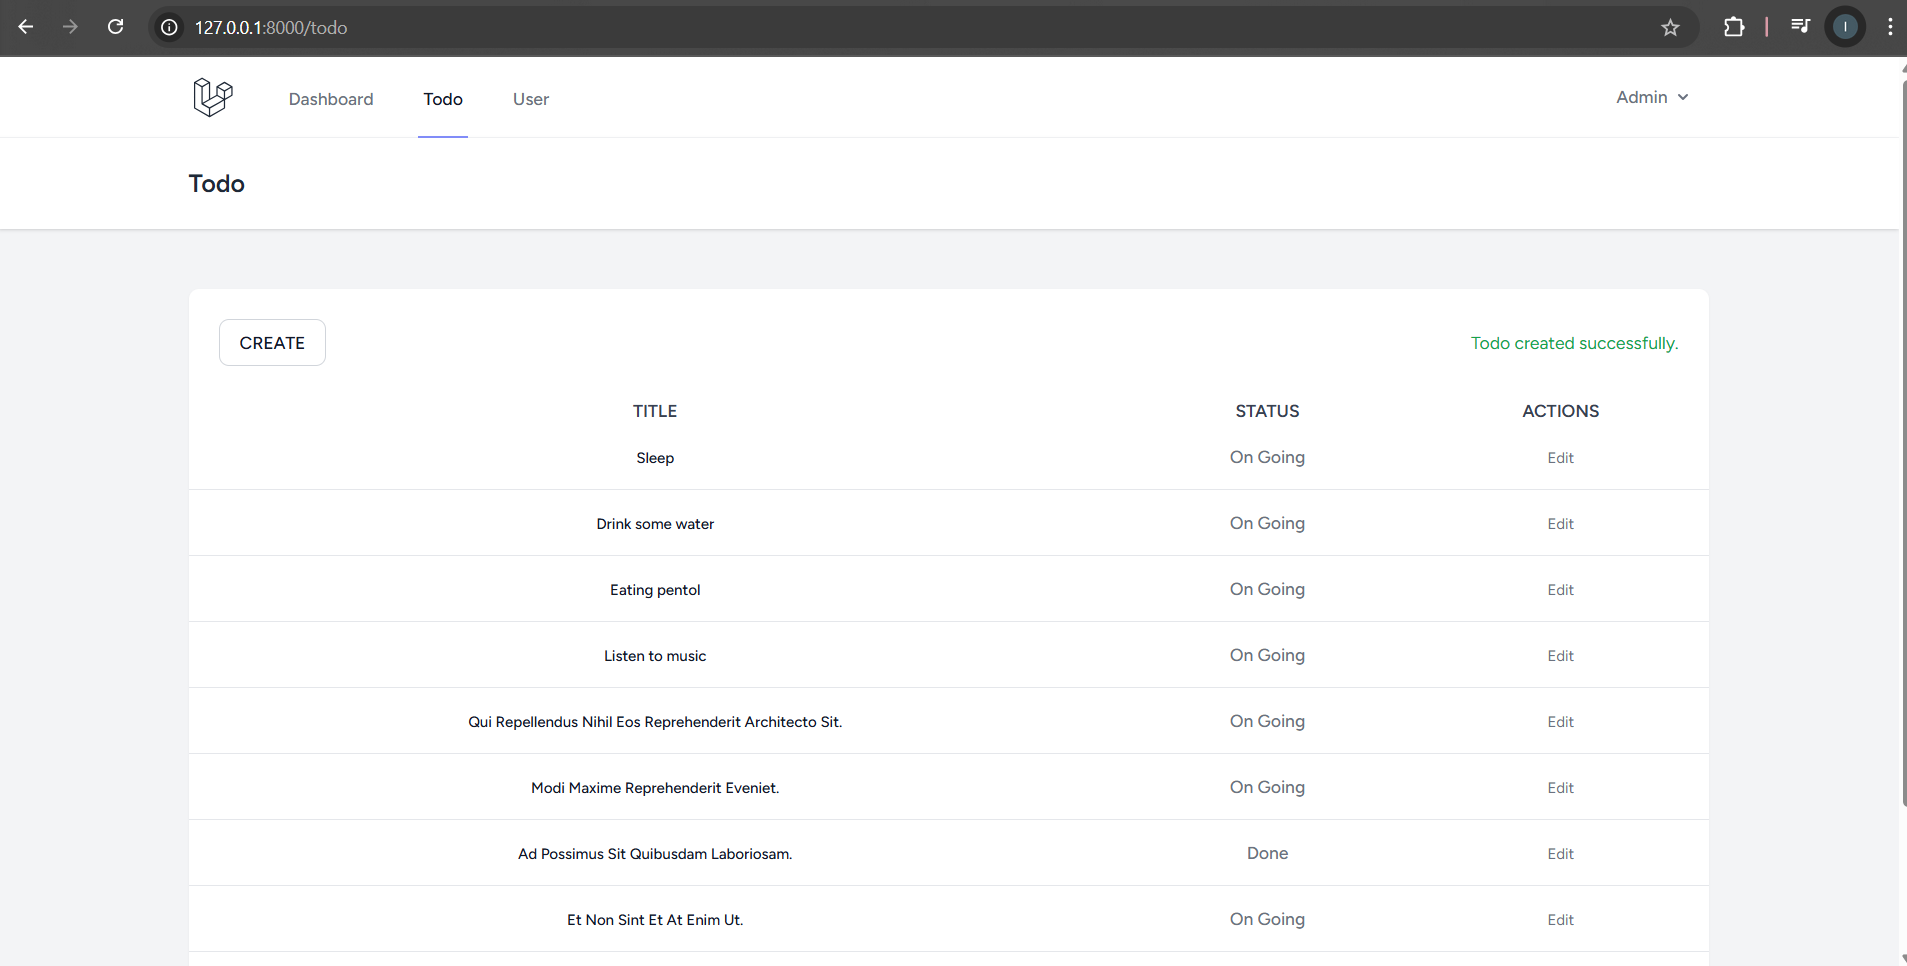 127.0.0.1:8000/todo
I
Dashboard Todo User Admin
Todo
CREATE Todo created successfully.
TITLE STATUS ACTIONS
Sleep On Going Edit
Drink some water On Going Edit
Eating pentol On Going Edit
Listen to music On Going Edit
Qui Repellendus Nihil Eos Reprehenderit Architecto Sit. On Going Edit
Modi Maxime Reprehenderit Eveniet. On Going Edit
Ad Possimus Sit Quibusdam Laboriosam. Done Edit
Et Non Sint Et At Enim Ut. On Going Edit